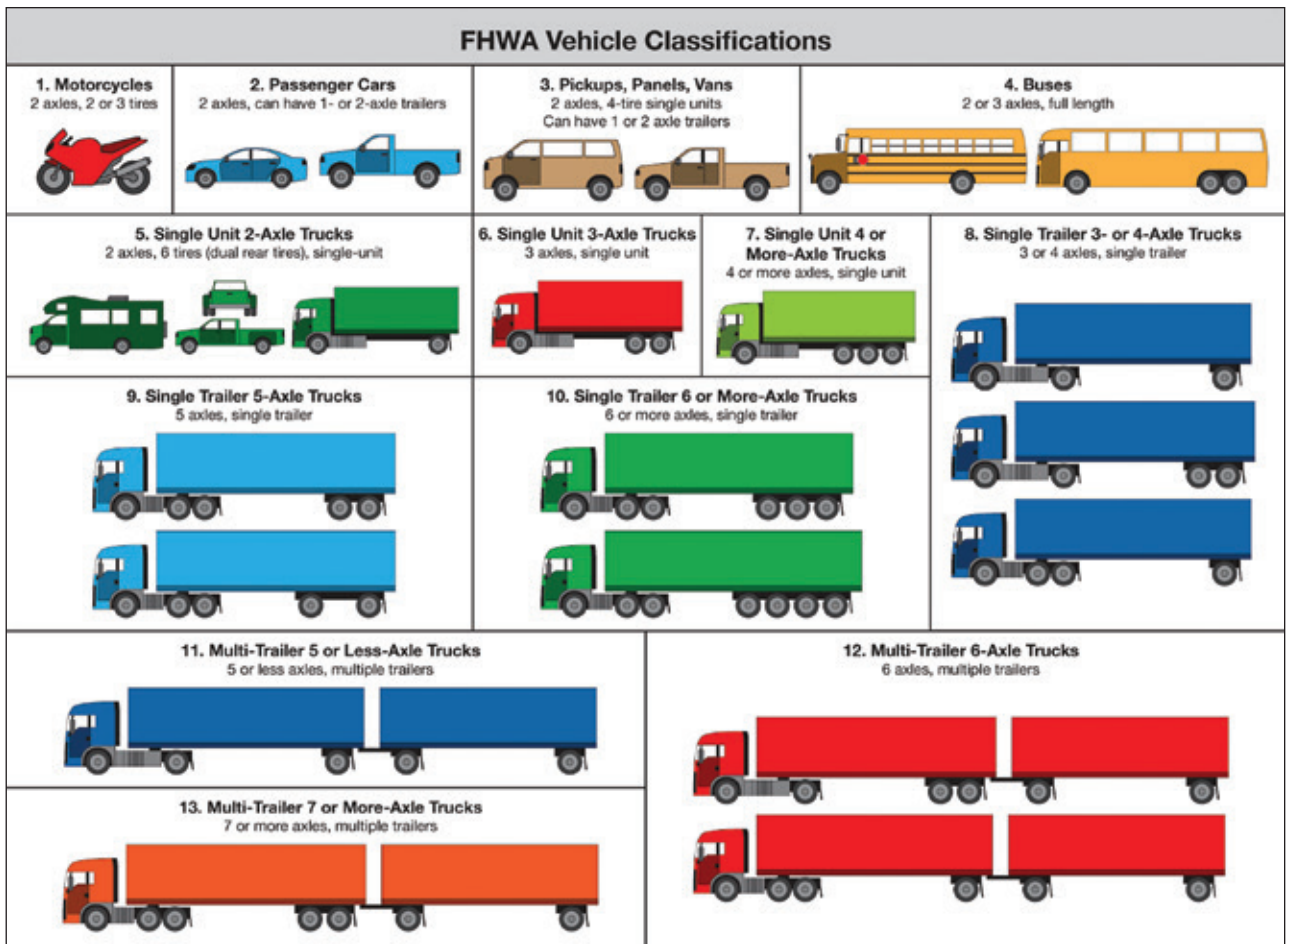 FHWA Vehicle Classifications
1. Motorcycles
2 axles, 2 or 3 tires
2. Passenger Cars
2 axles, can have 1- or 2-axle trailers
3. Pickups, Panels, Vans
2 axles, 4-tire single units
Can have 1 or 2 axle trailers
4. Buses
2 or 3 axles, full length
5. Single Unit 2-Axle Trucks
2 axles, 6 tires (dual rear tires), single-unit
6. Single Unit 3-Axle Trucks
3 axles, single unit
7. Single Unit 4 or
More-Axle Trucks
4 or more axles, single unit
8. Single Trailer 3- or 4-Axle Trucks
3 or 4 axles, single trailer
9. Single Trailer 5-Axle Trucks
5 axles, single trailer
10. Single Trailer 6 or More-Axle Trucks
6 or more axles, single trailer
11. Multi-Trailer 5 or Less-Axle Trucks
5 or less axles, multiple trailers
12. Multi-Trailer 6-Axle Trucks
6 axles, multiple trailers
13. Multi-Trailer 7 or More-Axle Trucks
7 or more axles, multiple trailers